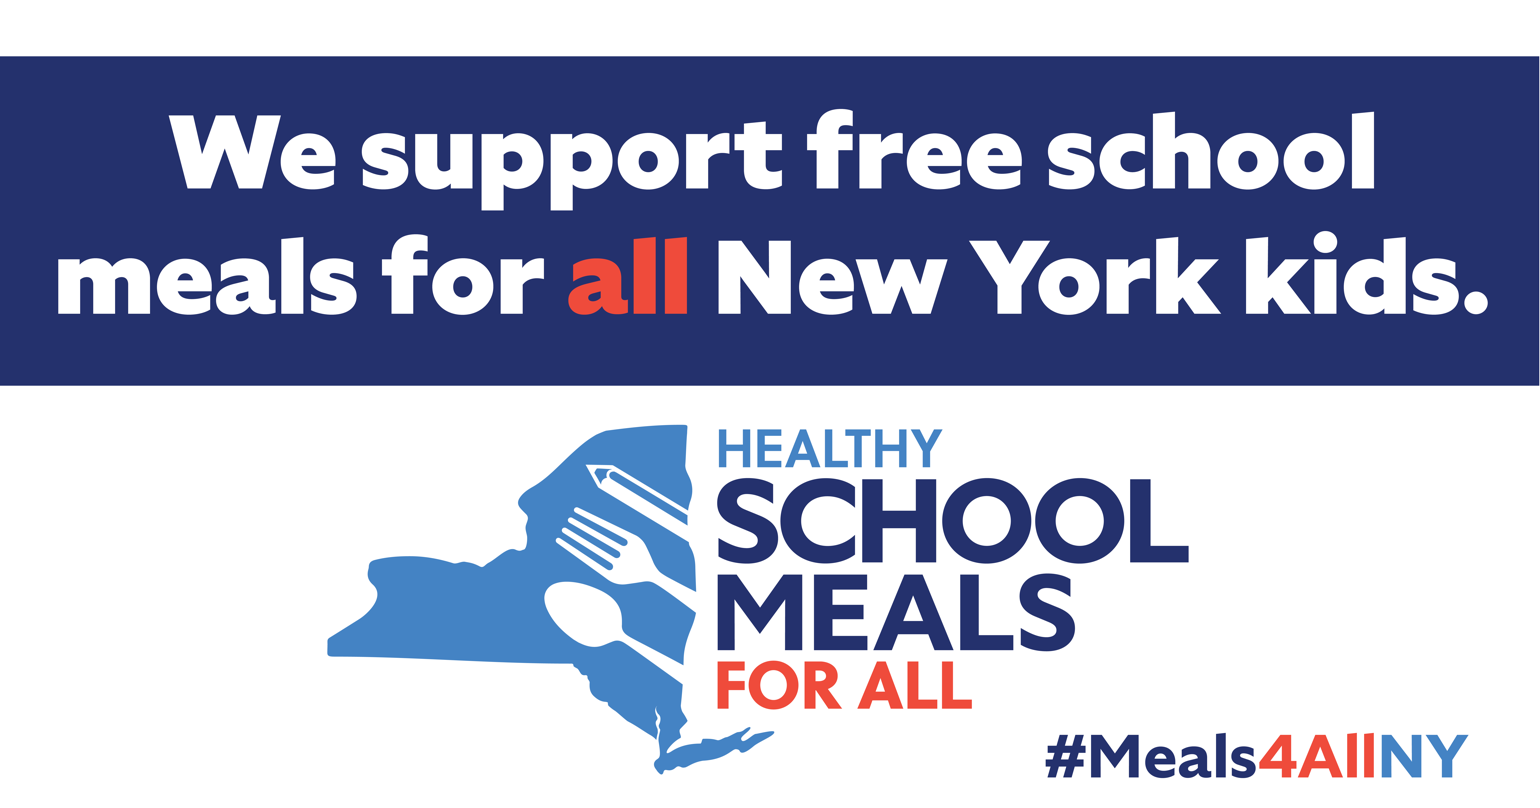 We support free school
meals for all New York kids.
HEALTHY
SCHOOL
MEALS
FOR ALL
#Meals4AllNY